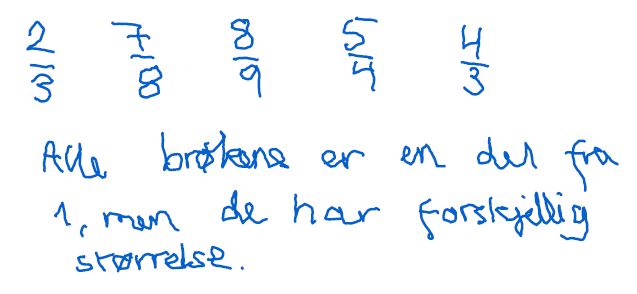 2/3 7/8 8/9 5/4 4/3
Alle brøkene er en del fra
1, men de har forskjellig
størrelse.